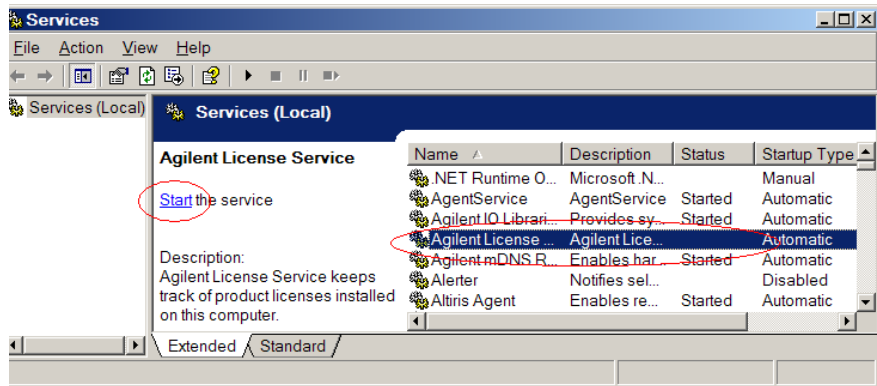 Services
File Action View Help
Services (Local)
Services (Local)
Agilent License Service
Start the service
Description:
Agilent License Service keeps
track of product licenses installed
on this computer.
Name Description Status Startup Type
.NET Runtime O... Microsoft .N... Manual
AgentService AgentService Started Automatic
Agilent IO Librari... Provides sy... Started Automatic
Agilent License ... Agilent Lice... Automatic
Agilent mDNS R... Enables har... Started Automatic
Alerter Notifies sel... Disabled
Altiris Agent Enables re... Started Automatic
Extended Standard